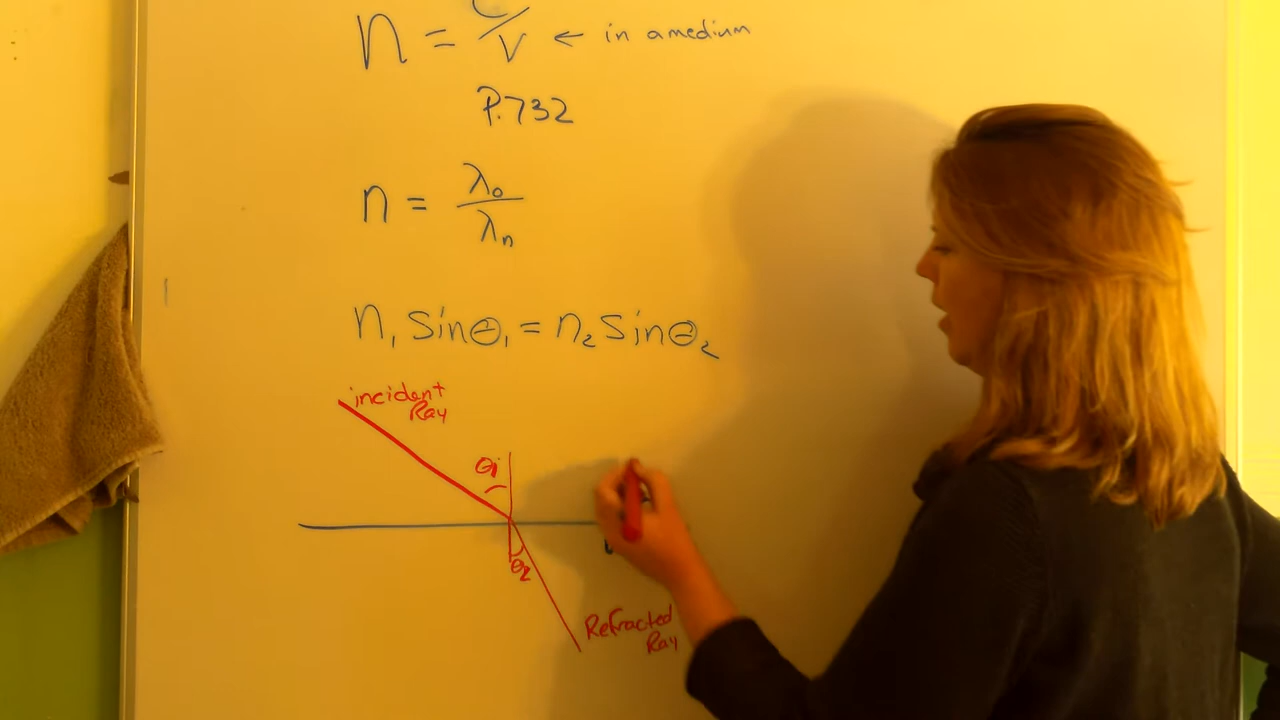 n = c/v ← in a medium
P.732
n = λ₀/λₙ
n₁ sinθ₁ = n₂ sinθ₂
incident
Ray
θ₁
θ₂
Refracted
Ray